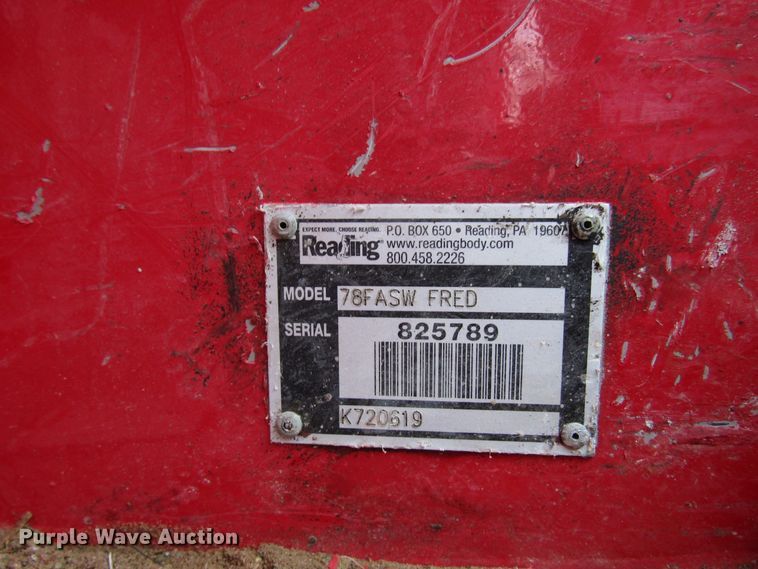 EXPECT MORE. CHOOSE READING.
Reading
P.O. BOX 650 • Reading, PA 19607
www.readingbody.com
800.458.2226
MODEL 78FASW FRED
SERIAL 825789
K720619
Purple Wave Auction